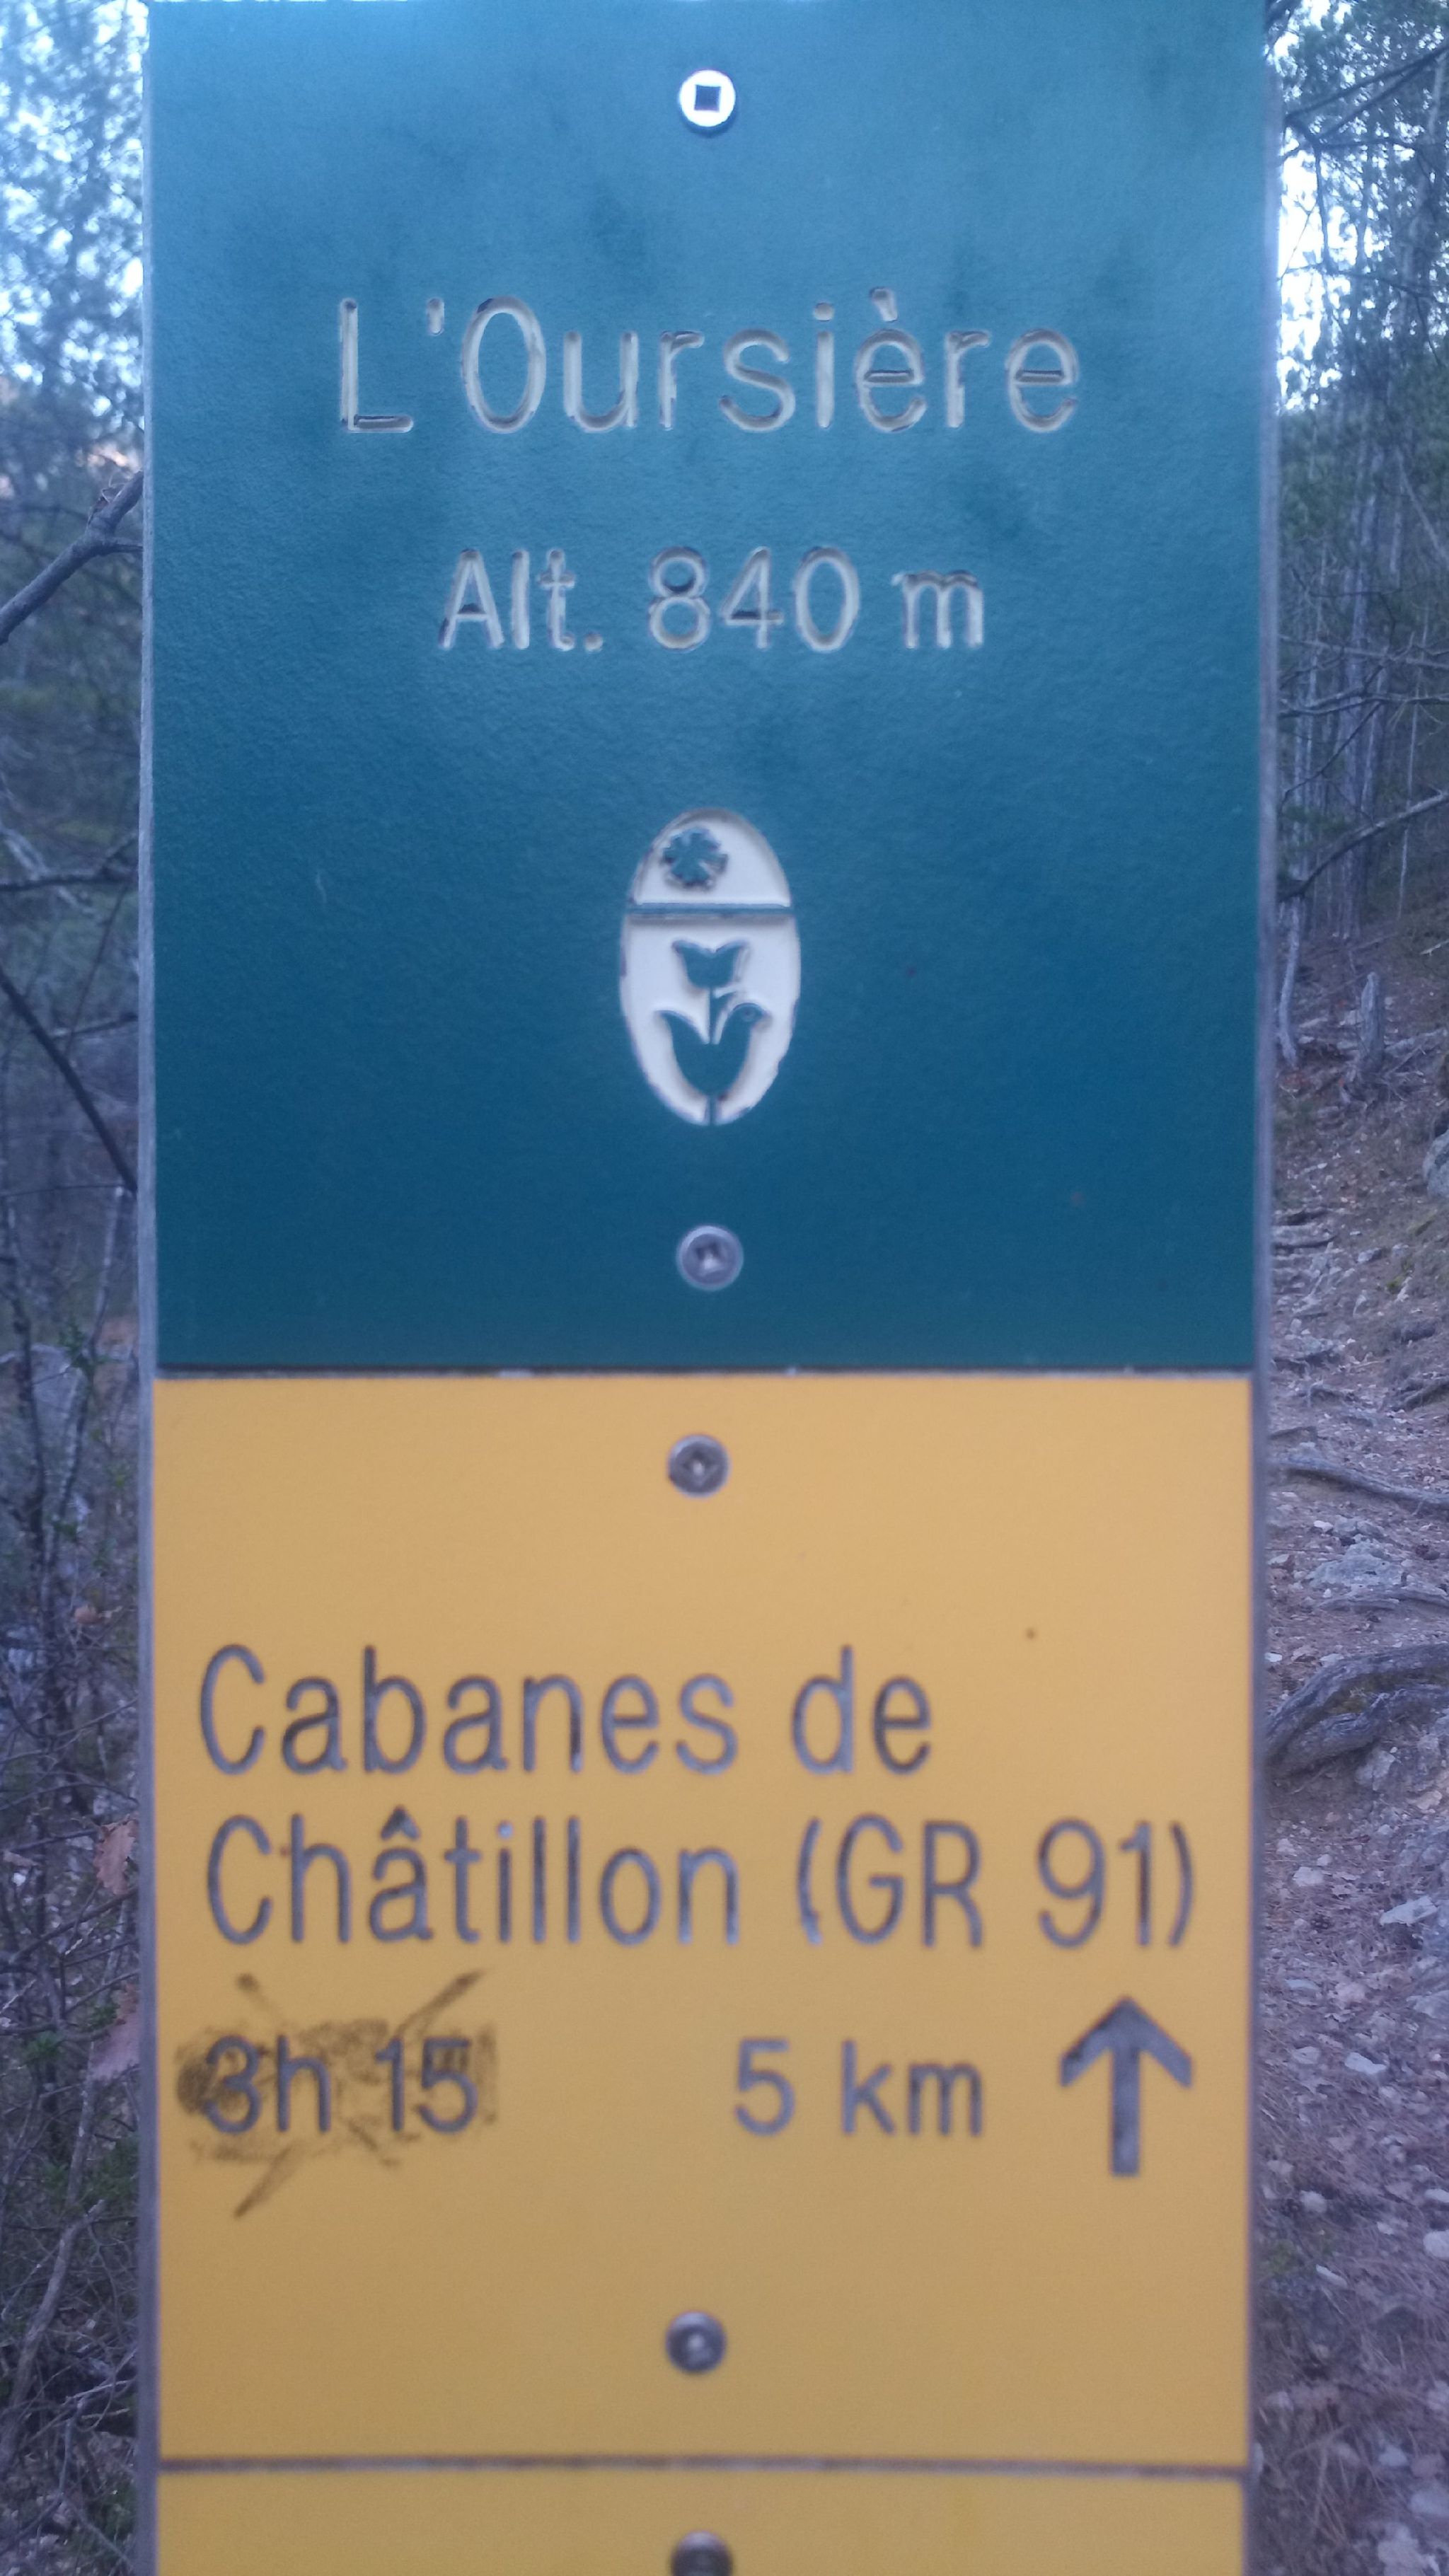 L'Oursière
Alt. 840 m
Cabanes de
Châtillon (GR 91)
3h 15 5 km